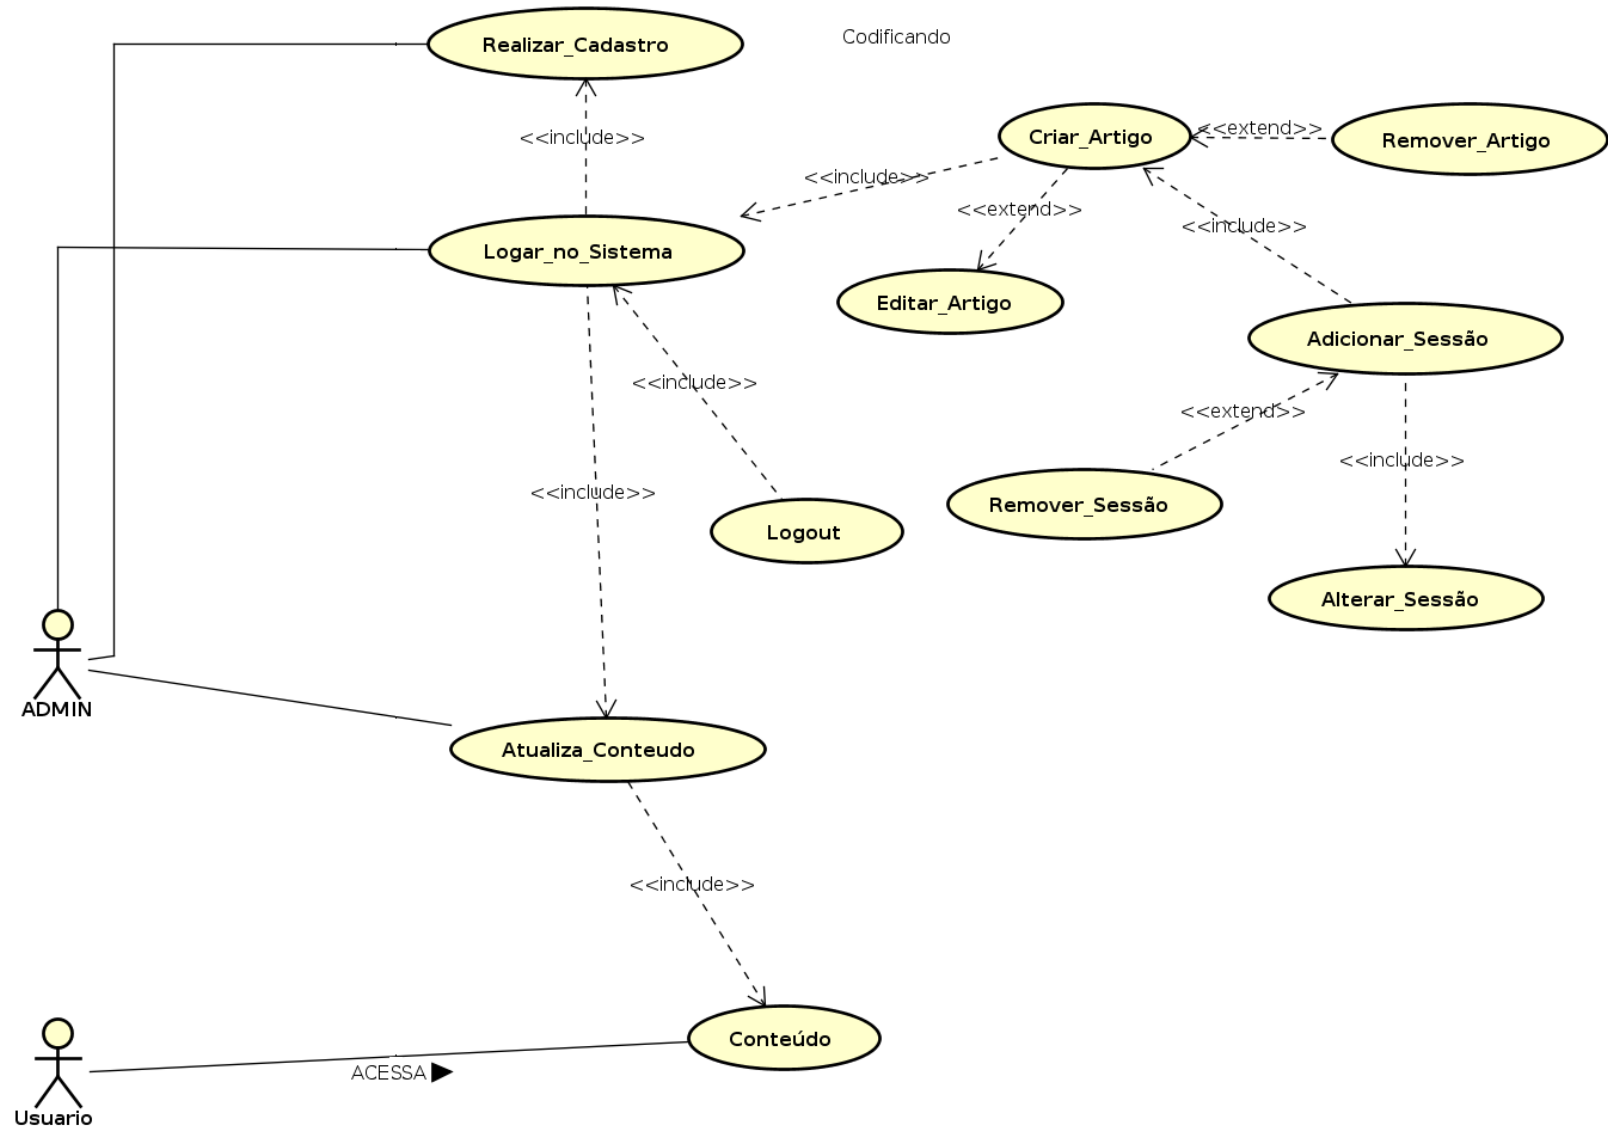 Realizar_Cadastro
Codificando
<<include>>
Criar_Artigo
<<extend>>
Remover_Artigo
<<include>>
<<extend>>
<<include>>
Logar_no_Sistema
Editar_Artigo
Adicionar_Sessão
<<include>>
<<extend>>
<<include>>
<<include>>
Remover_Sessão
Logout
Alterar_Sessão
ADMIN
Atualiza_Conteudo
<<include>>
Conteúdo
ACESSA
Usuario